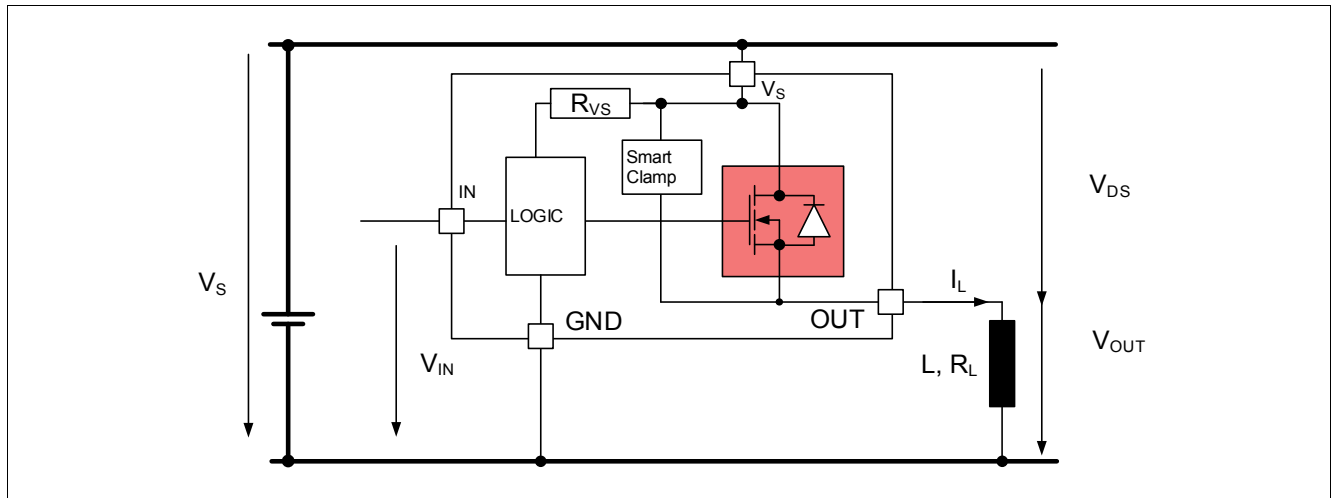 V_S
R_VS
Smart
Clamp
V_DS
IN
LOGIC
V_S
I_L
GND
OUT
V_OUT
V_IN
L, R_L